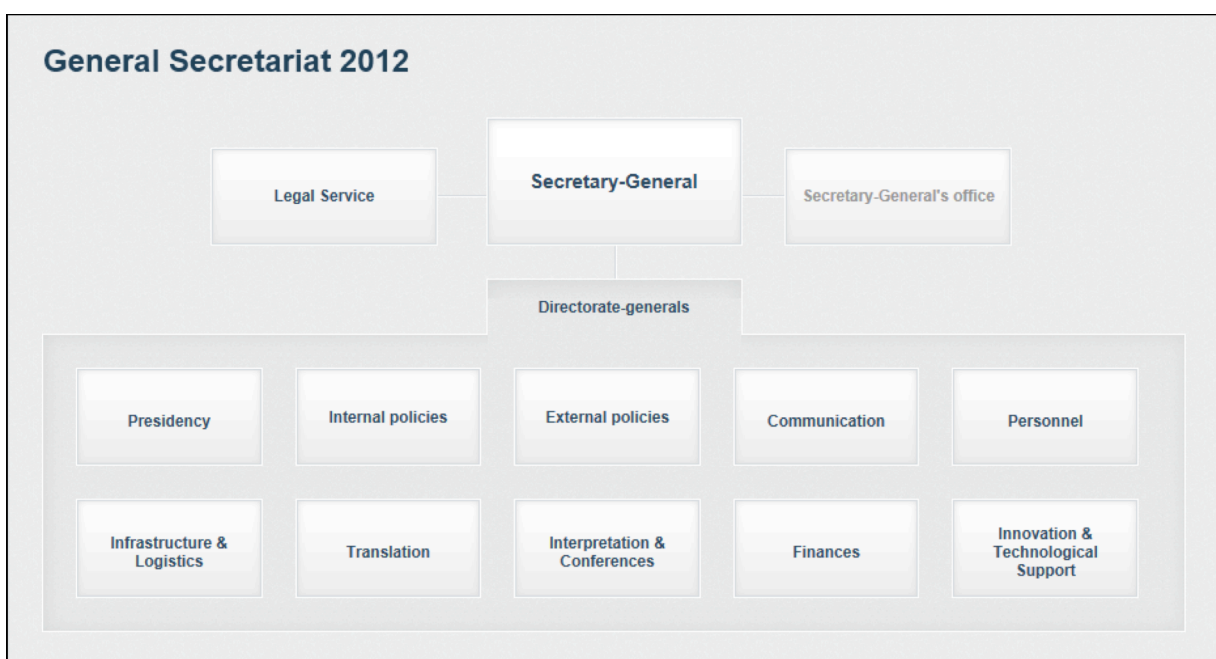 General Secretariat 2012
Secretary-General
Legal Service
Secretary-General's office
Directorate-generals
Presidency
Internal policies
External policies
Communication
Personnel
Infrastructure &
Logistics
Translation
Interpretation &
Conferences
Finances
Innovation &
Technological
Support